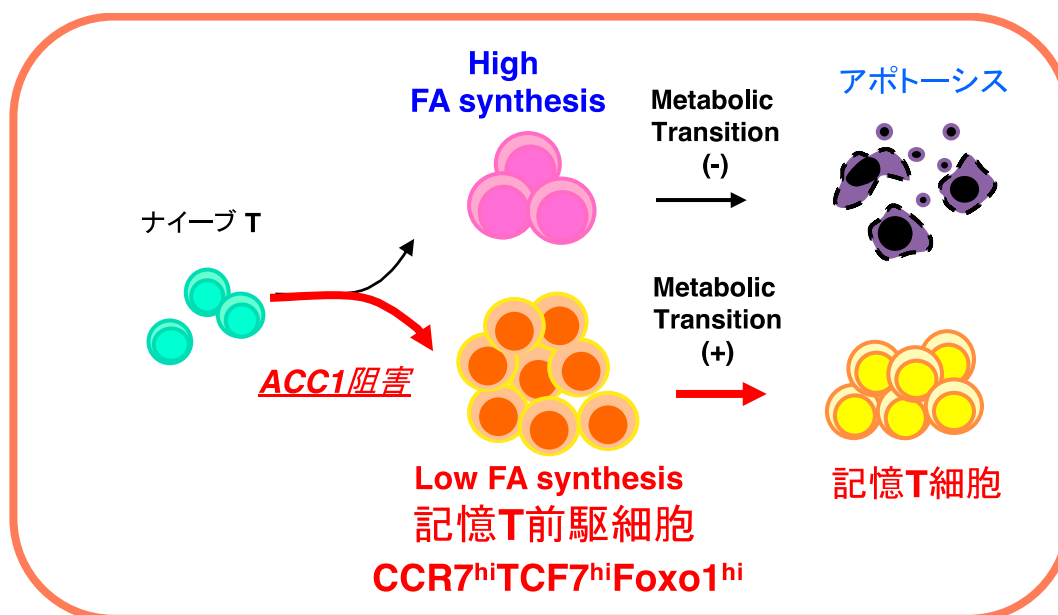 High
FA synthesis
Metabolic
Transition
(-)
アポトーシス
ナイーブ T
ACC1阻害
Metabolic
Transition
(+)
Low FA synthesis
記憶T前駆細胞
CCR7hiTCF7hiFoxo1hi
記憶T細胞